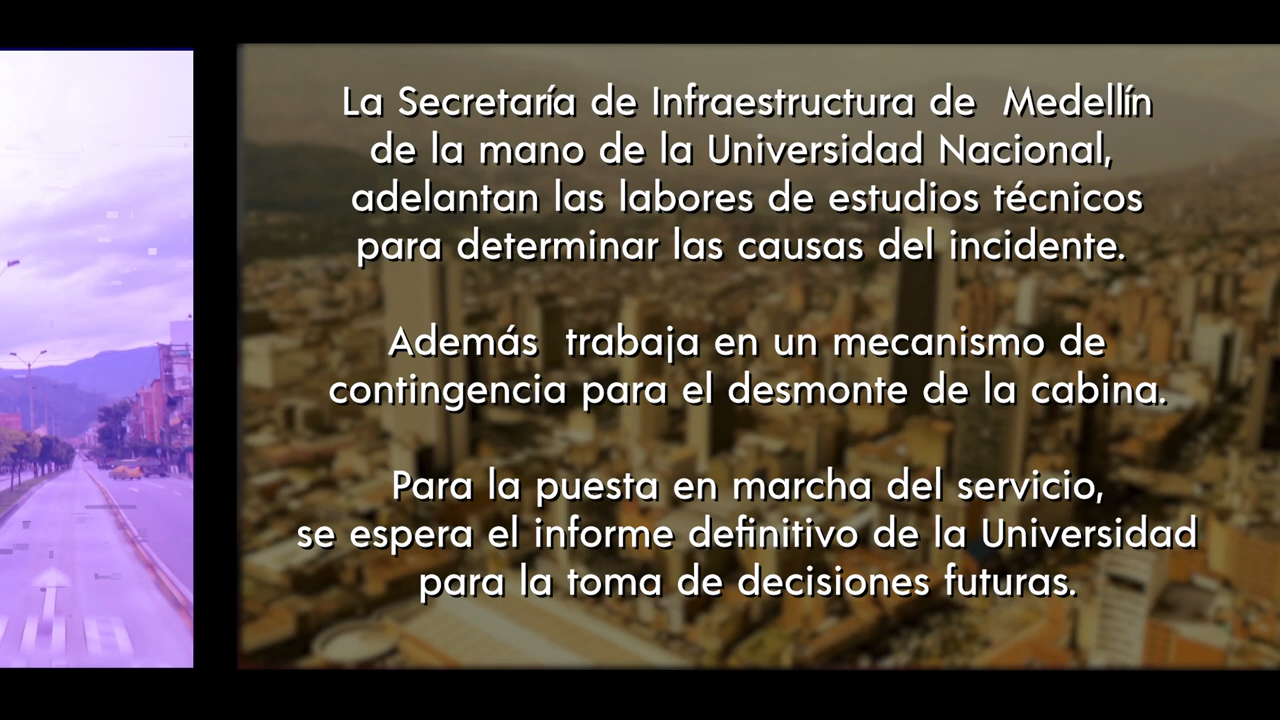 La Secretaría de Infraestructura de  Medellín
de la mano de la Universidad Nacional,
adelantan las labores de estudios técnicos
para determinar las causas del incidente.
Además  trabaja en un mecanismo de
contingencia para el desmonte de la cabina.
Para la puesta en marcha del servicio,
se espera el informe definitivo de la Universidad
para la toma de decisiones futuras.